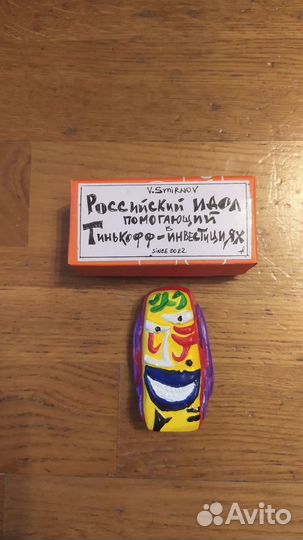 V.SMIRNOV
РОССИЙСКИЙ ИДОЛ
ПОМОГАЮЩИЙ
В
ТИНЬКОФФ-ИНВЕСТИЦИЯХ
SINCE 2022
Avito